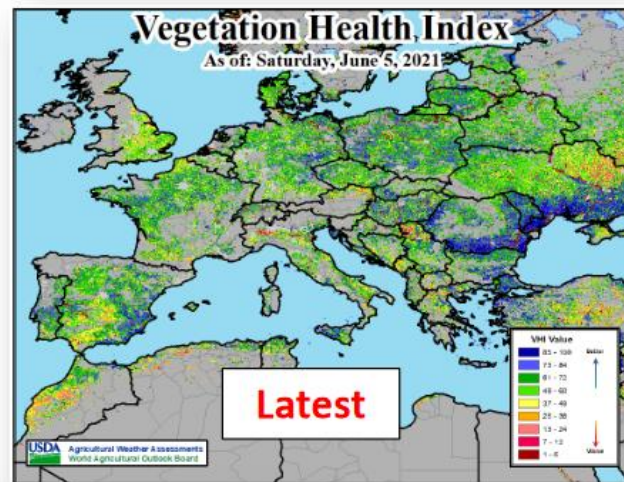 Vegetation Health Index
As of: Saturday, June 5, 2021
VHI Value
85 - 100
73 - 84
61 - 72
49 - 60
37 - 48
25 - 36
13 - 24
7 - 12
1 - 6
Better
Worse
Latest
USDA
Agricultural Weather Assessments
World Agricultural Outlook Board